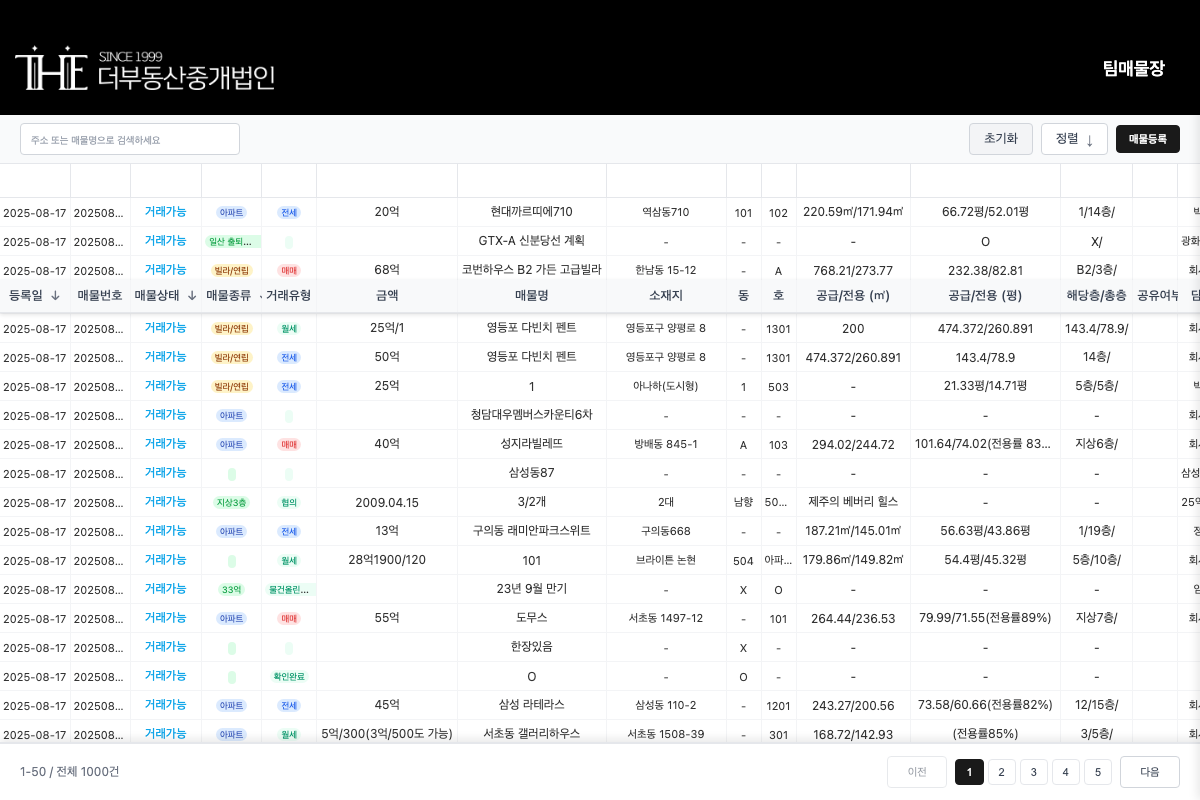 THE SINCE 1999 더부동산중개법인
팀매물장
주소 또는 매물명으로 검색하세요 초기화 정렬 ↓ 매물등록
2025-08-17 202508... 거래가능 아파트 전세 20억 현대까르띠에710 역삼동710 101 102 220.59㎡/171.94㎡ 66.72평/52.01평 1/14층/
2025-08-17 202508... 거래가능 일산 출퇴... GTX-A 신분당선 계획 - - - - O X/ 광화
2025-08-17 202508... 거래가능 빌라/연립 매매 68억 코번하우스 B2 가든 고급빌라 한남동 15-12 - A 768.21/273.77 232.38/82.81 B2/3층/
등록일 ↓ 매물번호 매물상태 ↓ 매물종류 거래유형 금액 매물명 소재지 동 호 공급/전용 (㎡) 공급/전용 (평) 해당층/총층 공유여부
2025-08-17 202508... 거래가능 빌라/연립 월세 25억/1 영등포 다빈치 펜트 영등포구 양평로 8 - 1301 200 474.372/260.891 143.4/78.9/
2025-08-17 202508... 거래가능 빌라/연립 전세 50억 영등포 다빈치 펜트 영등포구 양평로 8 - 1301 474.372/260.891 143.4/78.9 14층/
2025-08-17 202508... 거래가능 빌라/연립 전세 25억 1 아나하(도시형) 1 503 - 21.33평/14.71평 5층/5층/
2025-08-17 202508... 거래가능 아파트 청담대우멤버스카운티6차 - - - - - -
2025-08-17 202508... 거래가능 아파트 매매 40억 성지라빌레뜨 방배동 845-1 A 103 294.02/244.72 101.64/74.02(전용률 83... 지상6층/
2025-08-17 202508... 거래가능 삼성동87 - - - - - - 삼성
2025-08-17 202508... 거래가능 지상3층 협의 2009.04.15 3/2개 2대 남향 50... 제주의 베버리 힐스 - - 25억
2025-08-17 202508... 거래가능 아파트 전세 13억 구의동 래미안파크스위트 구의동668 - - 187.21㎡/145.01㎡ 56.63평/43.86평 1/19층/
2025-08-17 202508... 거래가능 월세 28억1900/120 101 브라이튼 논현 504 아파... 179.86㎡/149.82㎡ 54.4평/45.32평 5층/10층/
2025-08-17 202508... 거래가능 33억 물건올린... 23년 9월 만기 - X O - - -
2025-08-17 202508... 거래가능 아파트 매매 55억 도무스 서초동 1497-12 - 101 264.44/236.53 79.99/71.55(전용률89%) 지상7층/
2025-08-17 202508... 거래가능 한장있음 - X - - - -
2025-08-17 202508... 거래가능 확인완료 O - O - - - -
2025-08-17 202508... 거래가능 아파트 전세 45억 삼성 라테라스 삼성동 110-2 - 1201 243.27/200.56 73.58/60.66(전용률82%) 12/15층/
2025-08-17 202508... 거래가능 아파트 월세 5억/300(3억/500도 가능) 서초동 갤러리하우스 서초동 1508-39 - 301 168.72/142.93 (전용률85%) 3/5층/
1-50 / 전체 1000건 이전 1 2 3 4 5 다음